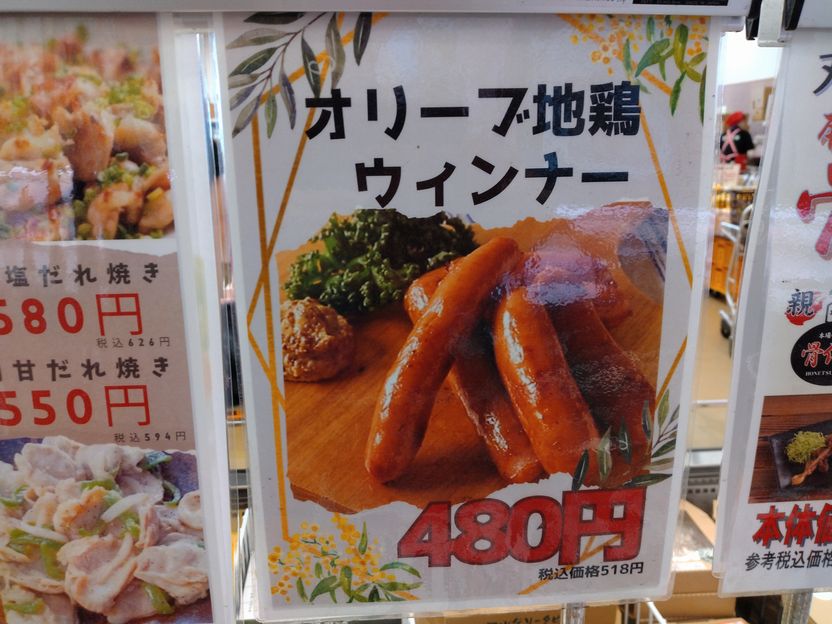 塩だれ焼き
580円
税込626円
甘だれ焼き
550円
税込594円
オリーブ地鶏
ウィンナー
480円
税込価格518円
親
HONETSU
本体価
参考税込価格